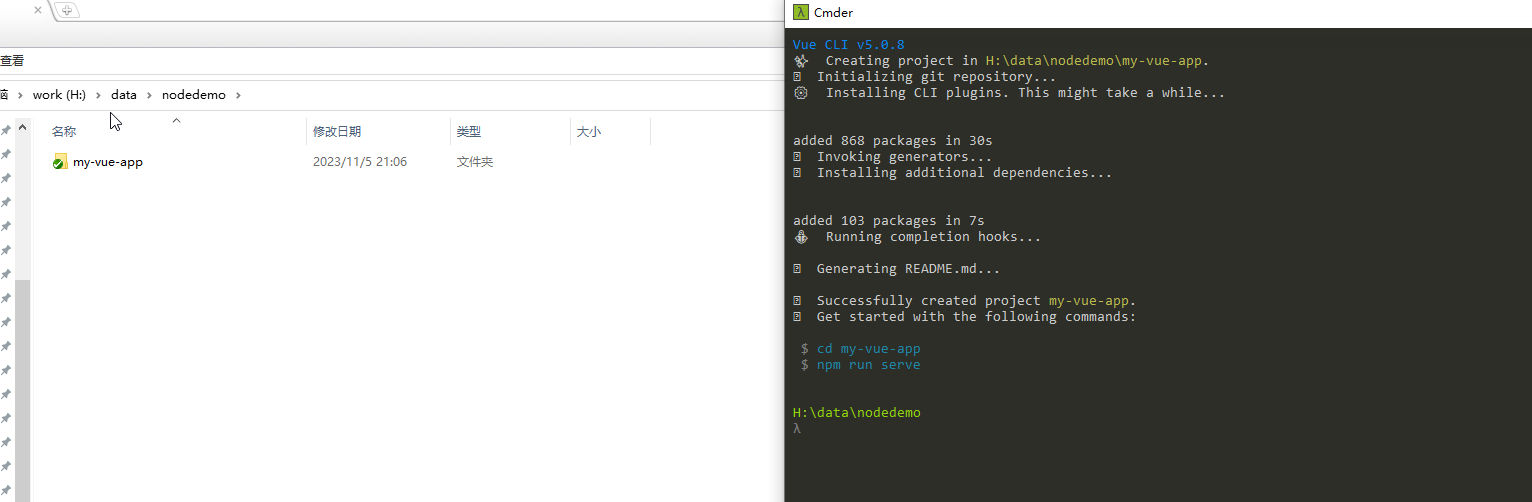 查看
work (H:) › data › nodedemo ›
名称 修改日期 类型 大小
my-vue-app 2023/11/5 21:06 文件夹
Cmder
Vue CLI v5.0.8
Creating project in H:\data\nodedemo\my-vue-app.
Initializing git repository...
Installing CLI plugins. This might take a while...
added 868 packages in 30s
Invoking generators...
Installing additional dependencies...
added 103 packages in 7s
Running completion hooks...
Generating README.md...
Successfully created project my-vue-app.
Get started with the following commands:
$ cd my-vue-app
$ npm run serve
H:\data\nodedemo
λ